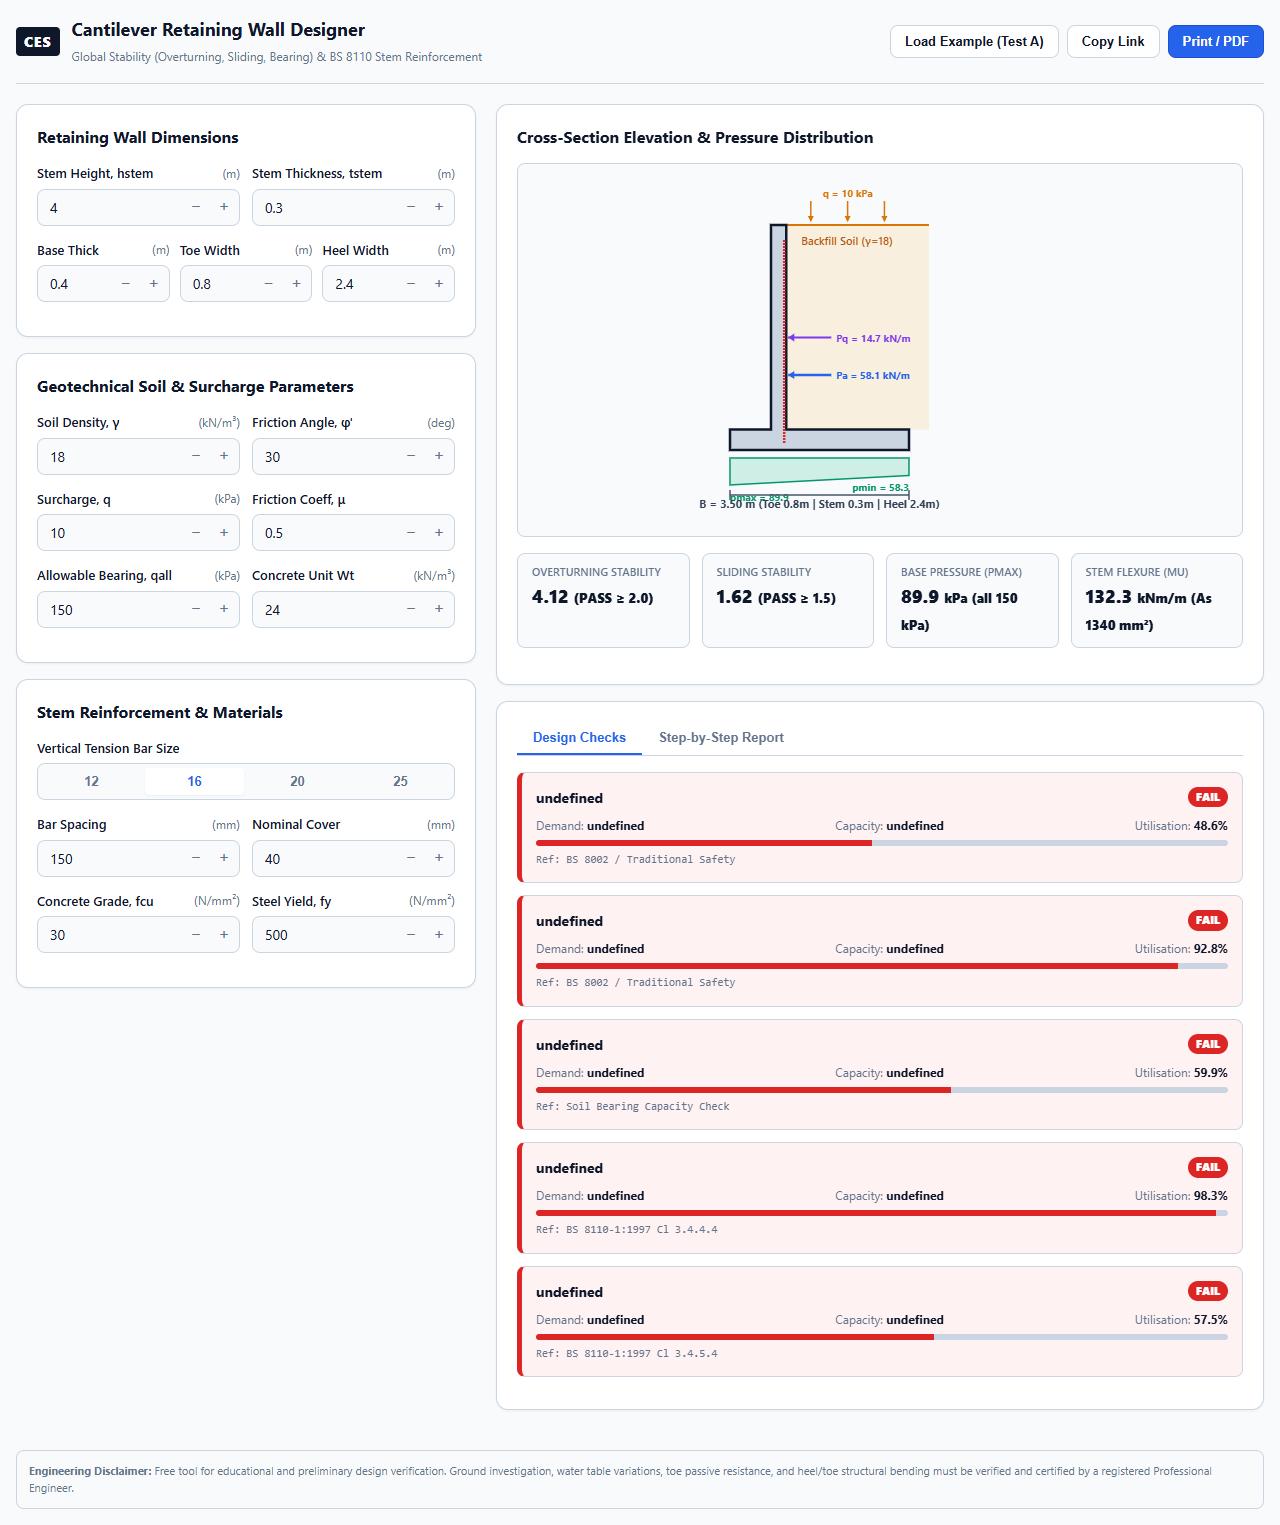 CES
Cantilever Retaining Wall Designer
Global Stability (Overturning, Sliding, Bearing) & BS 8110 Stem Reinforcement
Load Example (Test A)
Copy Link
Print / PDF
Retaining Wall Dimensions
Stem Height, hstem (m) Stem Thickness, tstem (m)
4 − + 0.3 − +
Base Thick (m) Toe Width (m) Heel Width (m)
0.4 − + 0.8 − + 2.4 − +
Geotechnical Soil & Surcharge Parameters
Soil Density, γ (kN/m³) Friction Angle, φ' (deg)
18 − + 30 − +
Surcharge, q (kPa) Friction Coeff, μ
10 − + 0.5 − +
Allowable Bearing, qall (kPa) Concrete Unit Wt (kN/m³)
150 − + 24 − +
Stem Reinforcement & Materials
Vertical Tension Bar Size
12 16 20 25
Bar Spacing (mm) Nominal Cover (mm)
150 − + 40 − +
Concrete Grade, fcu (N/mm²) Steel Yield, fy (N/mm²)
30 − + 500 − +
Cross-Section Elevation & Pressure Distribution
q = 10 kPa
Backfill Soil (γ=18)
Pq = 14.7 kN/m
Pa = 58.1 kN/m
pmin = 58.3
pmax = 89.9
B = 3.50 m (Toe 0.8m | Stem 0.3m | Heel 2.4m)
OVERTURNING STABILITY
4.12 (PASS ≥ 2.0)
SLIDING STABILITY
1.62 (PASS ≥ 1.5)
BASE PRESSURE (PMAX)
89.9 kPa (all 150
kPa)
STEM FLEXURE (MU)
132.3 kNm/m (As
1340 mm²)
Design Checks
Step-by-Step Report
undefined FAIL
Demand: undefined Capacity: undefined Utilisation: 48.6%
Ref: BS 8002 / Traditional Safety
undefined FAIL
Demand: undefined Capacity: undefined Utilisation: 92.8%
Ref: BS 8002 / Traditional Safety
undefined FAIL
Demand: undefined Capacity: undefined Utilisation: 59.9%
Ref: Soil Bearing Capacity Check
undefined FAIL
Demand: undefined Capacity: undefined Utilisation: 98.3%
Ref: BS 8110-1:1997 Cl 3.4.4.4
undefined FAIL
Demand: undefined Capacity: undefined Utilisation: 57.5%
Ref: BS 8110-1:1997 Cl 3.4.5.4
Engineering Disclaimer: Free tool for educational and preliminary design verification. Ground investigation, water table variations, toe passive resistance, and heel/toe structural bending must be verified and certified by a registered Professional
Engineer.